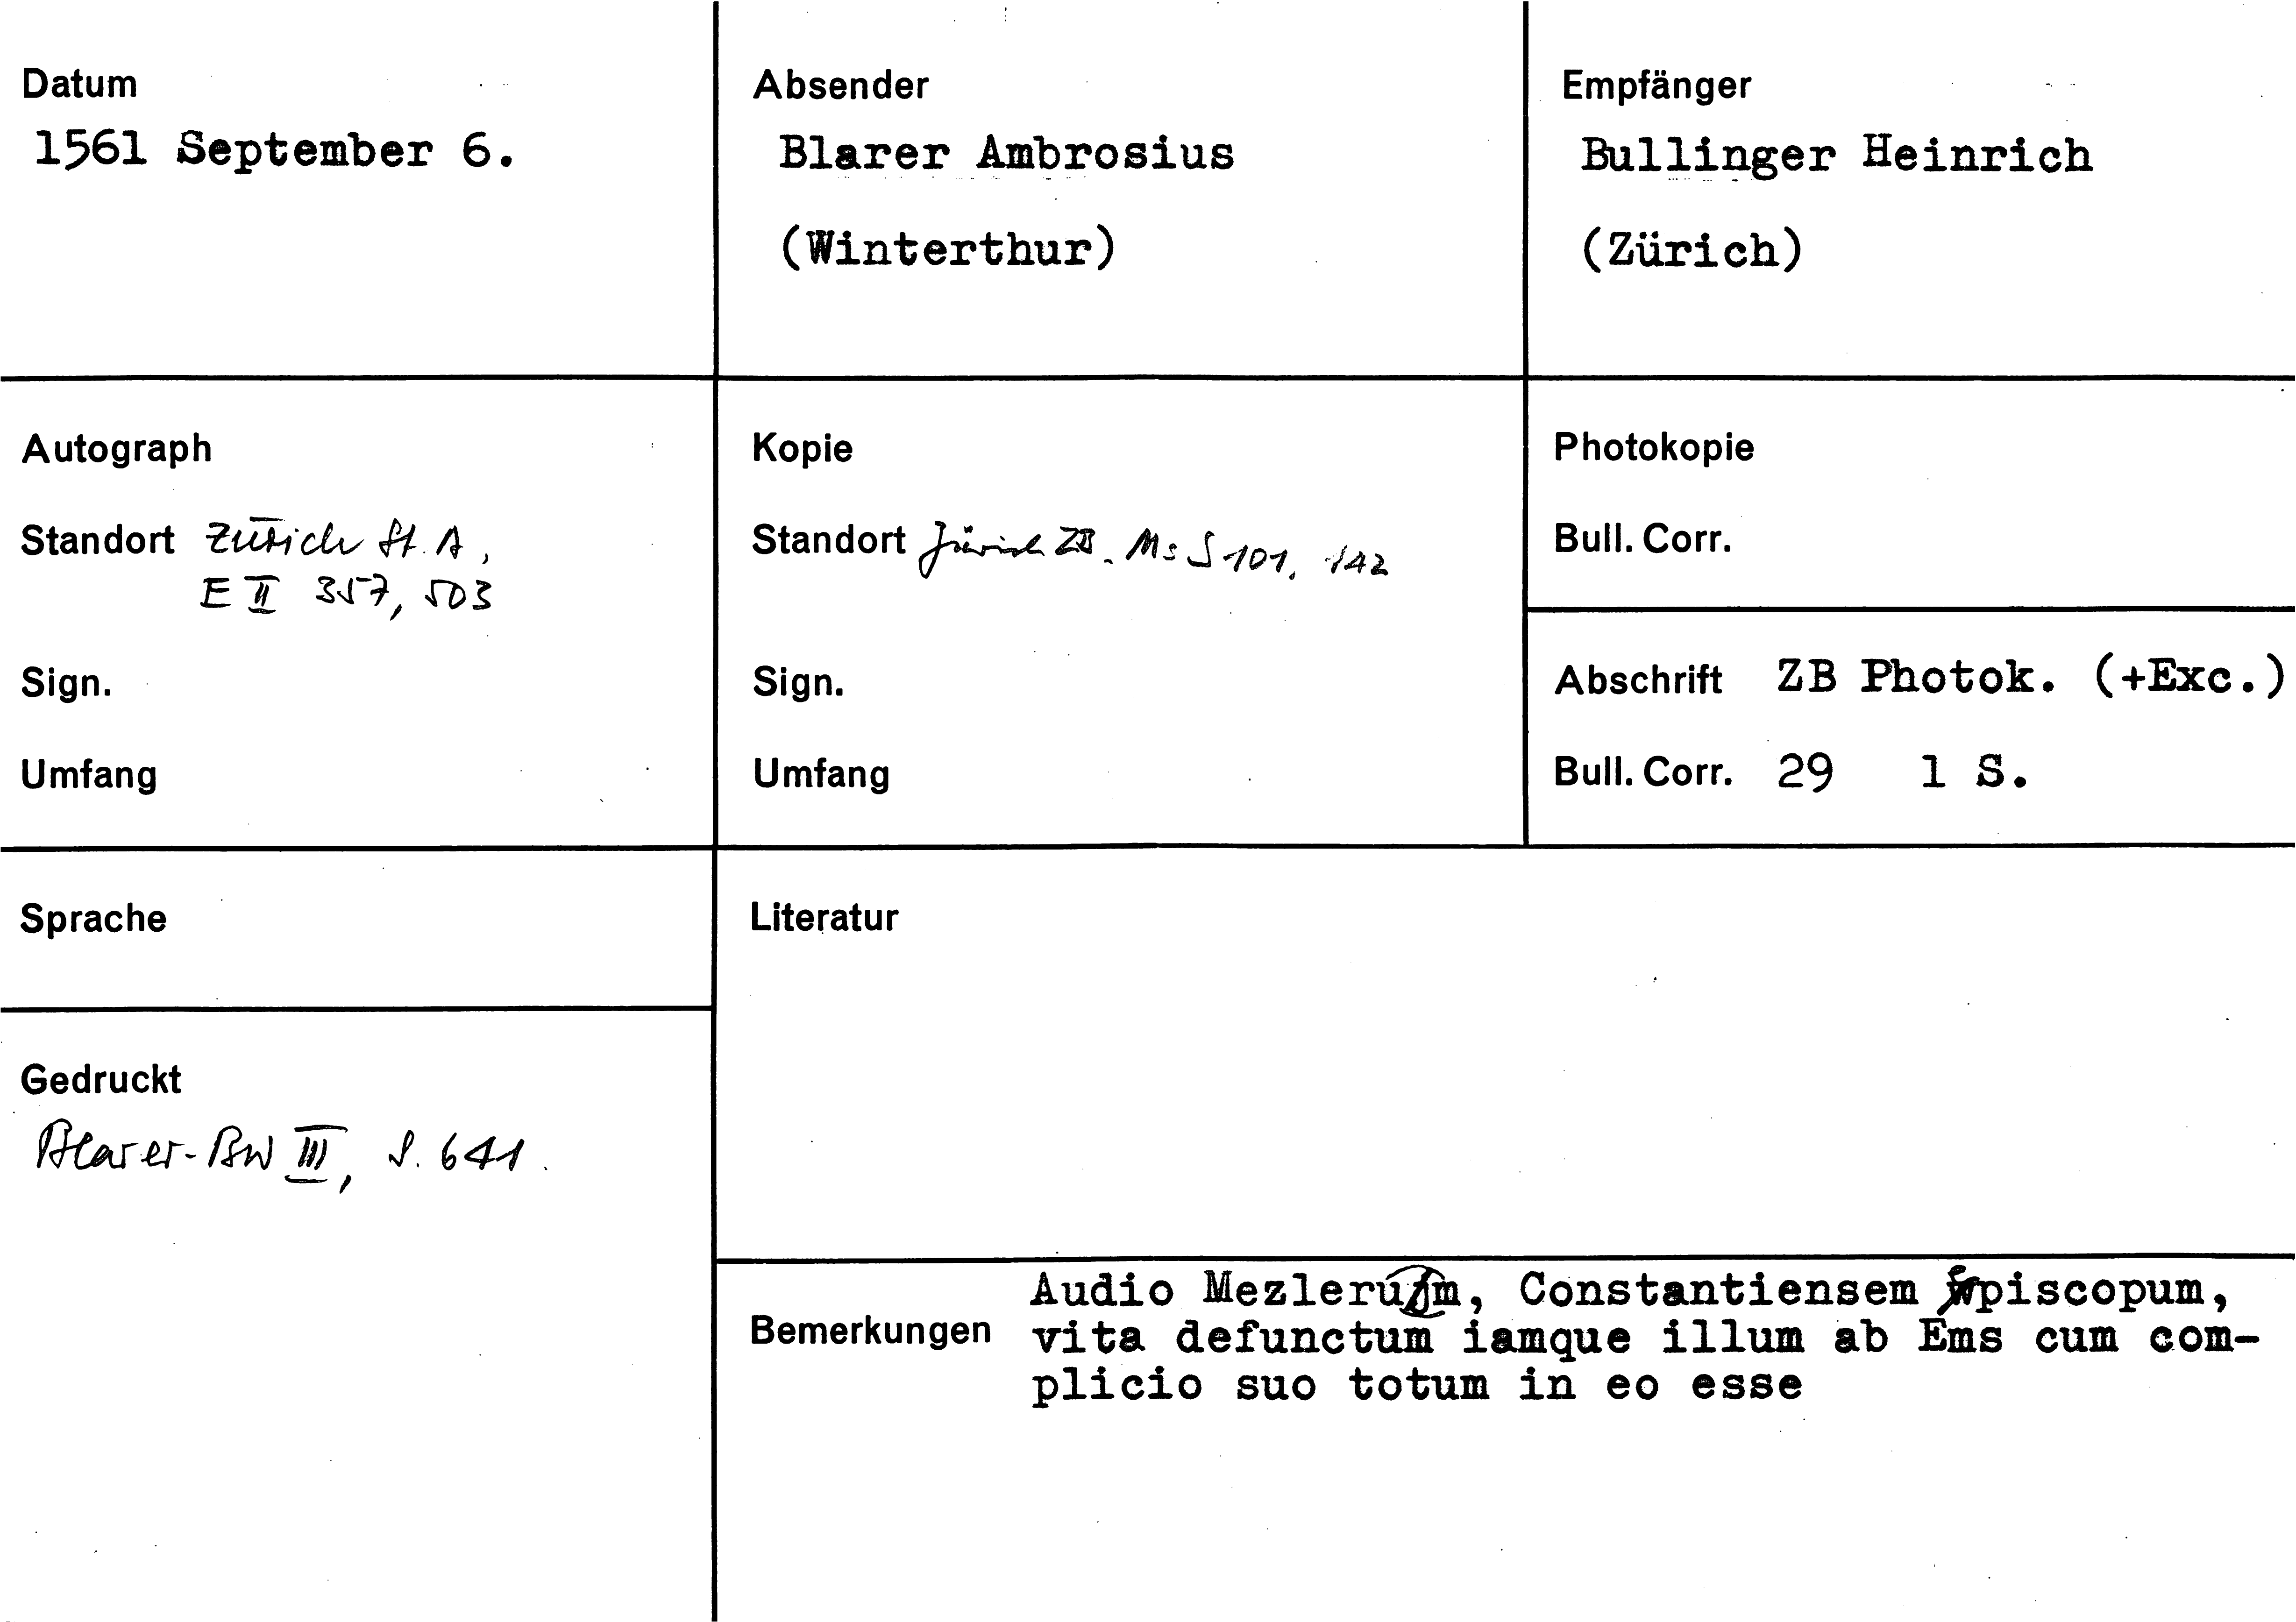 Datum
1561 September 6.
Absender
Blarer Ambrosius
(Winterthur)
Empfänger
Bullinger Heinrich
(Zürich)
Autograph
Standort Zürich St. A,
E II 357, 503
Sign.
Umfang
Kopie
Standort Zürich ZB. Ms S 101, 142
Sign.
Umfang
Photokopie
Bull. Corr.
Abschrift ZB Photok. (+Exc.)
Bull. Corr. 29 1 S.
Sprache
Literatur
Gedruckt
Blarer-BW III, S. 641.
Bemerkungen
Audio Mezlerum, Constantiensem episcopum,
vita defunctum iamque illum ab Ems cum com-
plicio suo totum in eo esse